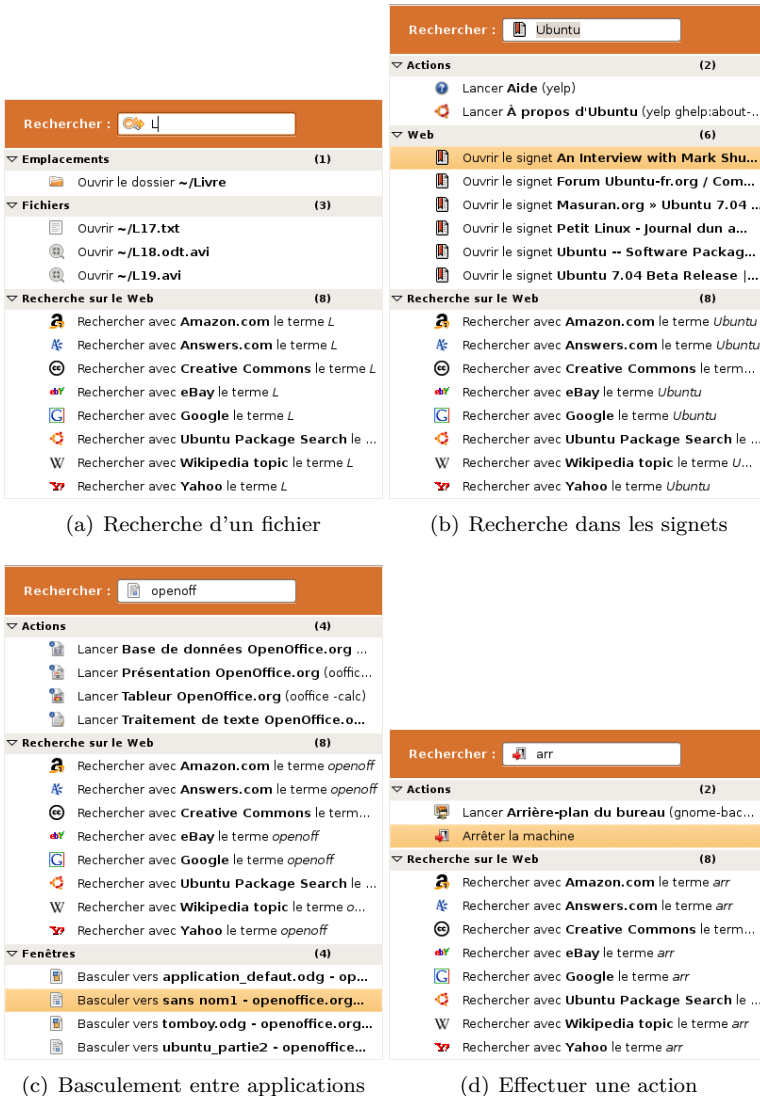 Rechercher : L
Emplacements (1)
Ouvrir le dossier ~/Livre
Fichiers (3)
Ouvrir ~/L17.txt
Ouvrir ~/L18.odt.avi
Ouvrir ~/L19.avi
Recherche sur le Web (8)
Rechercher avec Amazon.com le terme L
Rechercher avec Answers.com le terme L
Rechercher avec Creative Commons le terme L
Rechercher avec eBay le terme L
Rechercher avec Google le terme L
Rechercher avec Ubuntu Package Search le ...
Rechercher avec Wikipedia topic le terme L
Rechercher avec Yahoo le terme L
(a) Recherche d'un fichier
Rechercher : Ubuntu
Actions (2)
Lancer Aide (yelp)
Lancer À propos d'Ubuntu (yelp ghelp:about-...
Web (6)
Ouvrir le signet An Interview with Mark Shu...
Ouvrir le signet Forum Ubuntu-fr.org / Com...
Ouvrir le signet Masuran.org » Ubuntu 7.04 ...
Ouvrir le signet Petit Linux - Journal dun a...
Ouvrir le signet Ubuntu -- Software Packag...
Ouvrir le signet Ubuntu 7.04 Beta Release |...
Recherche sur le Web (8)
Rechercher avec Amazon.com le terme Ubuntu
Rechercher avec Answers.com le terme Ubuntu
Rechercher avec Creative Commons le term...
Rechercher avec eBay le terme Ubuntu
Rechercher avec Google le terme Ubuntu
Rechercher avec Ubuntu Package Search le ...
Rechercher avec Wikipedia topic le terme U...
Rechercher avec Yahoo le terme Ubuntu
(b) Recherche dans les signets
Rechercher : openoff
Actions (4)
Lancer Base de données OpenOffice.org ...
Lancer Présentation OpenOffice.org (ooffic...
Lancer Tableur OpenOffice.org (ooffice -calc)
Lancer Traitement de texte OpenOffice.o...
Recherche sur le Web (8)
Rechercher avec Amazon.com le terme openoff
Rechercher avec Answers.com le terme openoff
Rechercher avec Creative Commons le term...
Rechercher avec eBay le terme openoff
Rechercher avec Google le terme openoff
Rechercher avec Ubuntu Package Search le ...
Rechercher avec Wikipedia topic le terme o...
Rechercher avec Yahoo le terme openoff
Fenêtres (4)
Basculer vers application_defaut.odg - op...
Basculer vers sans nom1 - openoffice.org...
Basculer vers tomboy.odg - openoffice.org...
Basculer vers ubuntu_partie2 - openoffice...
(c) Basculement entre applications
Rechercher : arr
Actions (2)
Lancer Arrière-plan du bureau (gnome-bac...
Arrêter la machine
Recherche sur le Web (8)
Rechercher avec Amazon.com le terme arr
Rechercher avec Answers.com le terme arr
Rechercher avec Creative Commons le term...
Rechercher avec eBay le terme arr
Rechercher avec Google le terme arr
Rechercher avec Ubuntu Package Search le ...
Rechercher avec Wikipedia topic le terme arr
Rechercher avec Yahoo le terme arr
(d) Effectuer une action